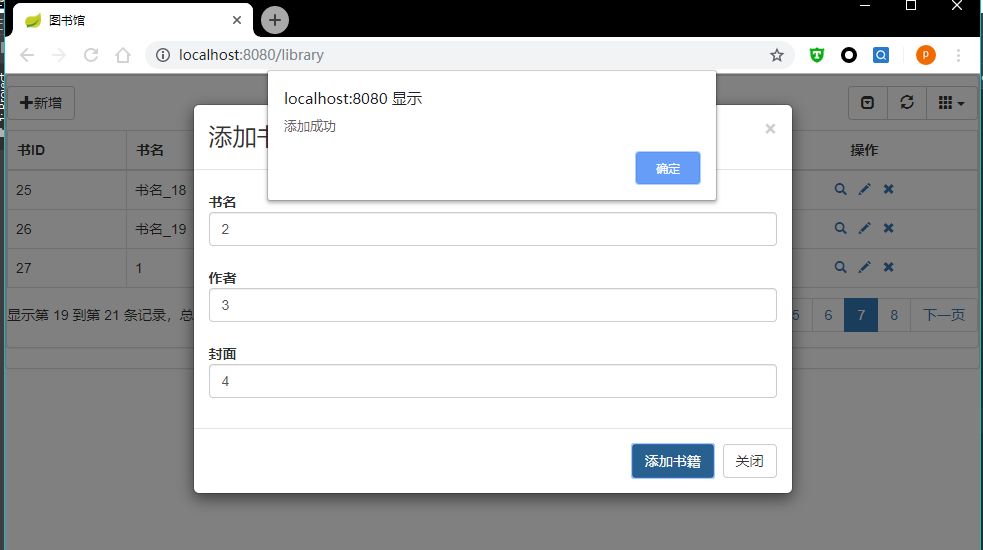 图书馆
localhost:8080/library
p
新增
localhost:8080 显示
添加成功
确定
添加书
×
书ID
书名
操作
25
书名_18
26
书名_19
27
1
书名
2
作者
3
封面
4
显示第 19 到第 21 条记录，总
5
6
7
8
下一页
添加书籍
关闭